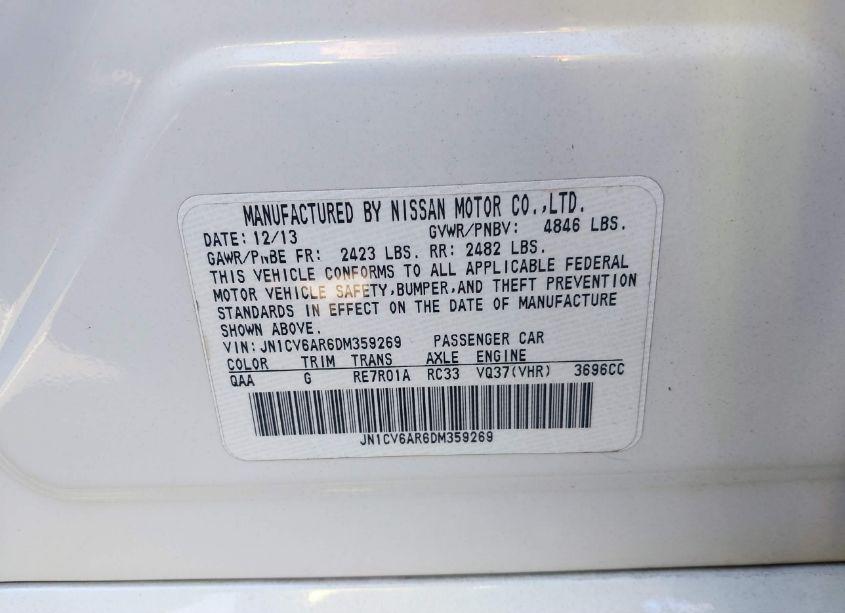 MANUFACTURED BY NISSAN MOTOR CO.,LTD.
DATE: 12/13 GVWR/PNBV: 4846 LBS.
GAWR/PNBE FR: 2423 LBS. RR: 2482 LBS.
THIS VEHICLE CONFORMS TO ALL APPLICABLE FEDERAL
MOTOR VEHICLE SAFETY,BUMPER,AND THEFT PREVENTION
STANDARDS IN EFFECT ON THE DATE OF MANUFACTURE
SHOWN ABOVE.
VIN: JN1CV6AR6DM359269 PASSENGER CAR
COLOR TRIM TRANS AXLE ENGINE
QAA G RE7R01A RC33 VQ37(VHR) 3696CC
JN1CV6AR6DM359269